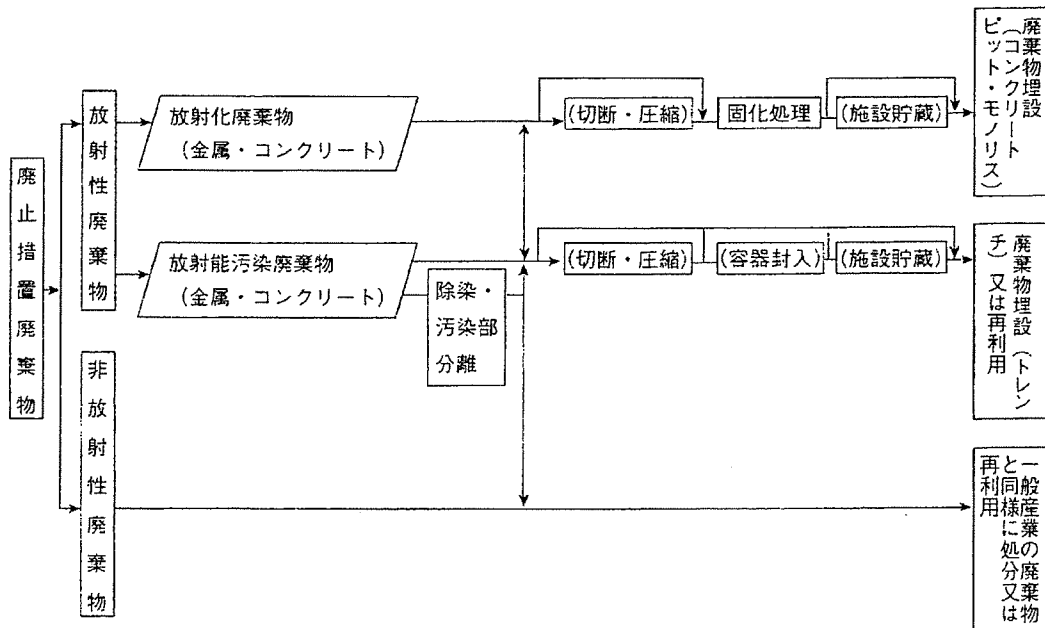 廃止措置廃棄物
放射性廃棄物
非放射性廃棄物
放射化廃棄物
(金属・コンクリート)
(切断・圧縮)
固化処理
(施設貯蔵)
廃棄物埋設
(コンクリート
ピット・モノリス)
放射能汚染廃棄物
(金属・コンクリート)
除染・
汚染部
分離
(切断・圧縮)
(容器封入)
(施設貯蔵)
廃棄物埋設(トレン
チ)又は再利用
一般産業の廃棄物
と同様に処分又は
再利用